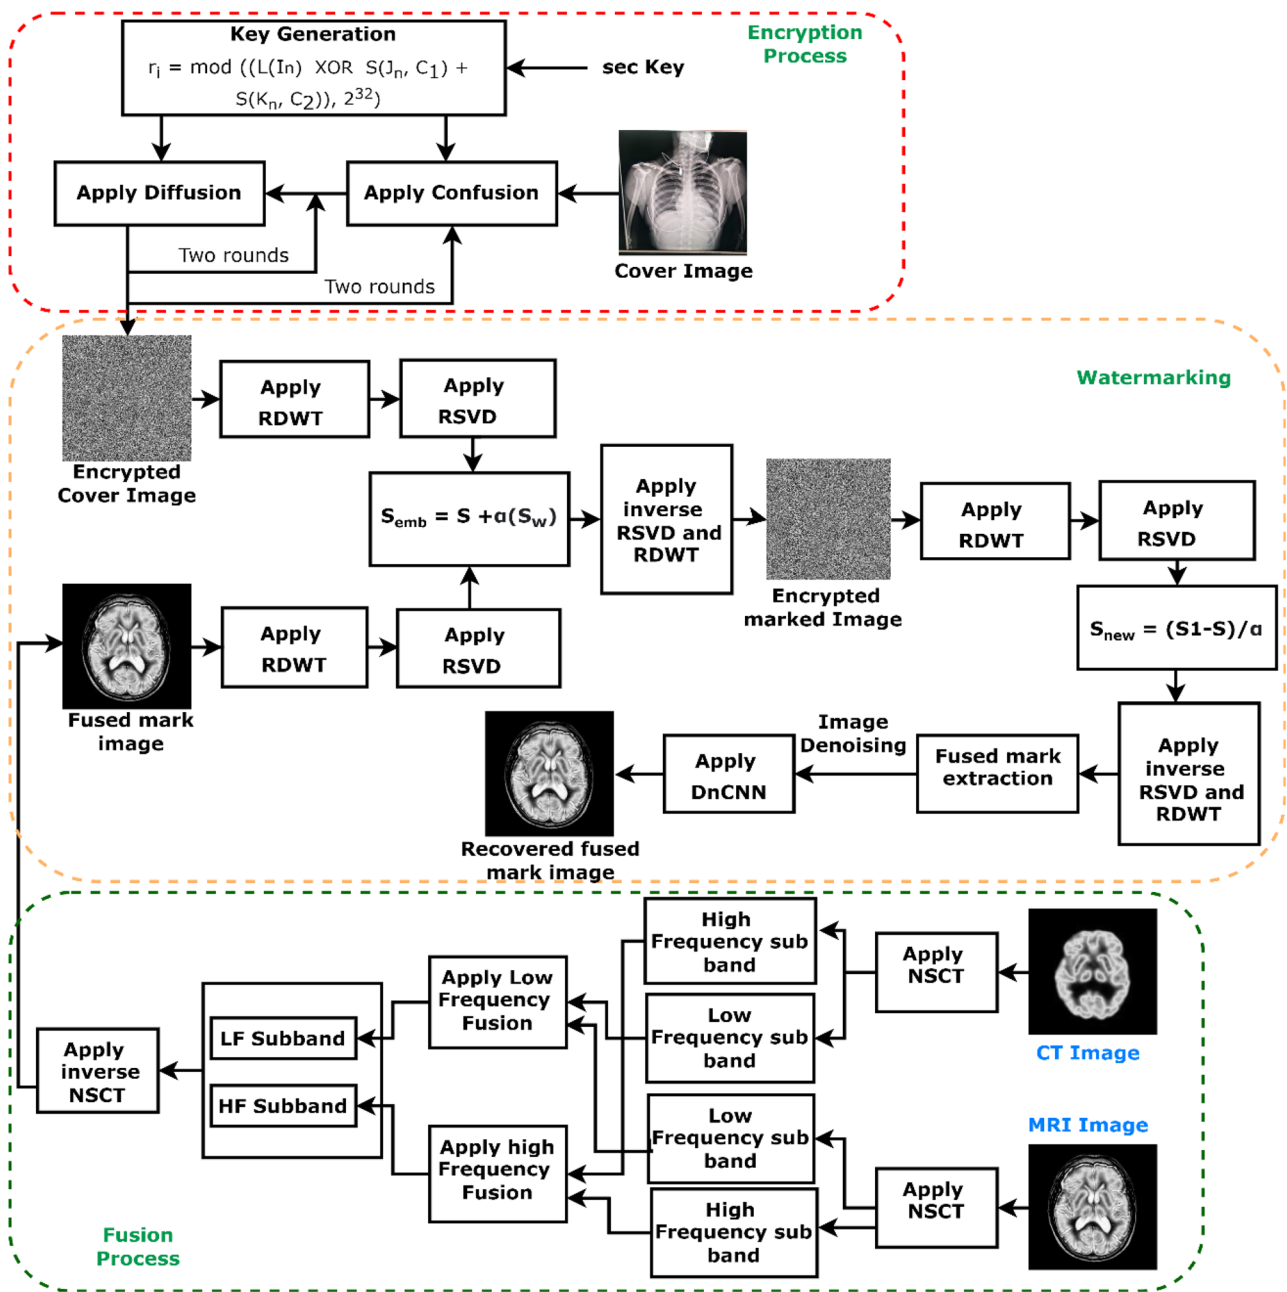 Encryption
Process
Key Generation
rᵢ = mod ((L(In) XOR S(Jₙ, C₁) +
S(Kₙ, C₂)), 2³²)
sec Key
Apply Diffusion
Apply Confusion
Two rounds
Two rounds
Cover Image
Watermarking
Encrypted
Cover Image
Apply
RDWT
Apply
RSVD
S_emb = S +α(S_w)
Apply
inverse
RSVD and
RDWT
Encrypted
marked Image
Apply
RDWT
Apply
RSVD
S_new = (S1-S)/α
Fused mark
image
Apply
RDWT
Apply
RSVD
Apply
inverse
RSVD and
RDWT
Fused mark
extraction
Image
Denoising
Apply
DnCNN
Recovered fused
mark image
High
Frequency sub
band
Apply
NSCT
CT Image
Apply Low
Frequency
Fusion
Low
Frequency sub
band
LF Subband
HF Subband
Apply
inverse
NSCT
Low
Frequency sub
band
MRI Image
Apply high
Frequency
Fusion
Apply
NSCT
High
Frequency sub
band
Fusion
Process